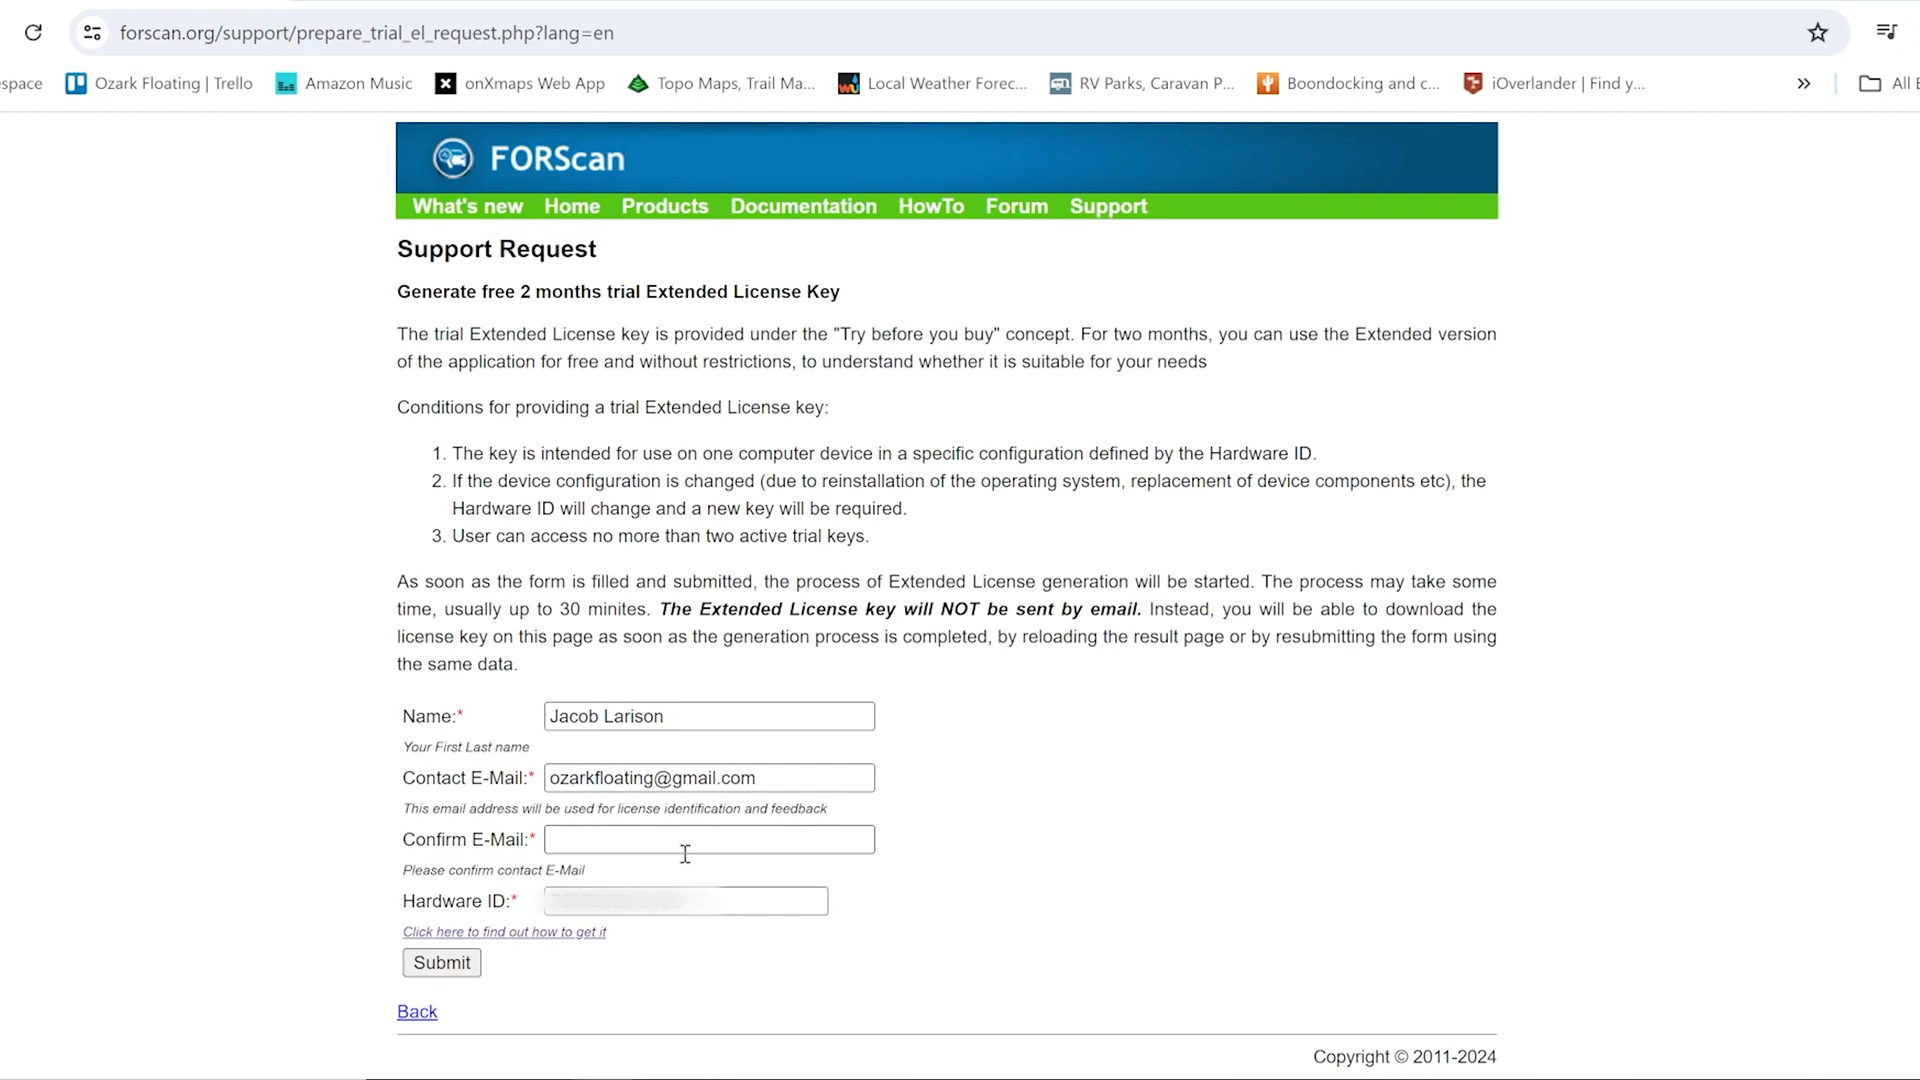 forscan.org/support/prepare_trial_el_request.php?lang=en
space Ozark Floating | Trello Amazon Music onXmaps Web App Topo Maps, Trail Ma... Local Weather Forec... RV Parks, Caravan P... Boondocking and c... iOverlander | Find y... » All
FORScan
What's new Home Products Documentation HowTo Forum Support
Support Request
Generate free 2 months trial Extended License Key
The trial Extended License key is provided under the "Try before you buy" concept. For two months, you can use the Extended version
of the application for free and without restrictions, to understand whether it is suitable for your needs
Conditions for providing a trial Extended License key:
1. The key is intended for use on one computer device in a specific configuration defined by the Hardware ID.
2. If the device configuration is changed (due to reinstallation of the operating system, replacement of device components etc), the
Hardware ID will change and a new key will be required.
3. User can access no more than two active trial keys.
As soon as the form is filled and submitted, the process of Extended License generation will be started. The process may take some
time, usually up to 30 minites. The Extended License key will NOT be sent by email. Instead, you will be able to download the
license key on this page as soon as the generation process is completed, by reloading the result page or by resubmitting the form using
the same data.
Name:* Jacob Larison
Your First Last name
Contact E-Mail:* ozarkfloating@gmail.com
This email address will be used for license identification and feedback
Confirm E-Mail:*
Please confirm contact E-Mail
Hardware ID:*
Click here to find out how to get it
Submit
Back
Copyright © 2011-2024